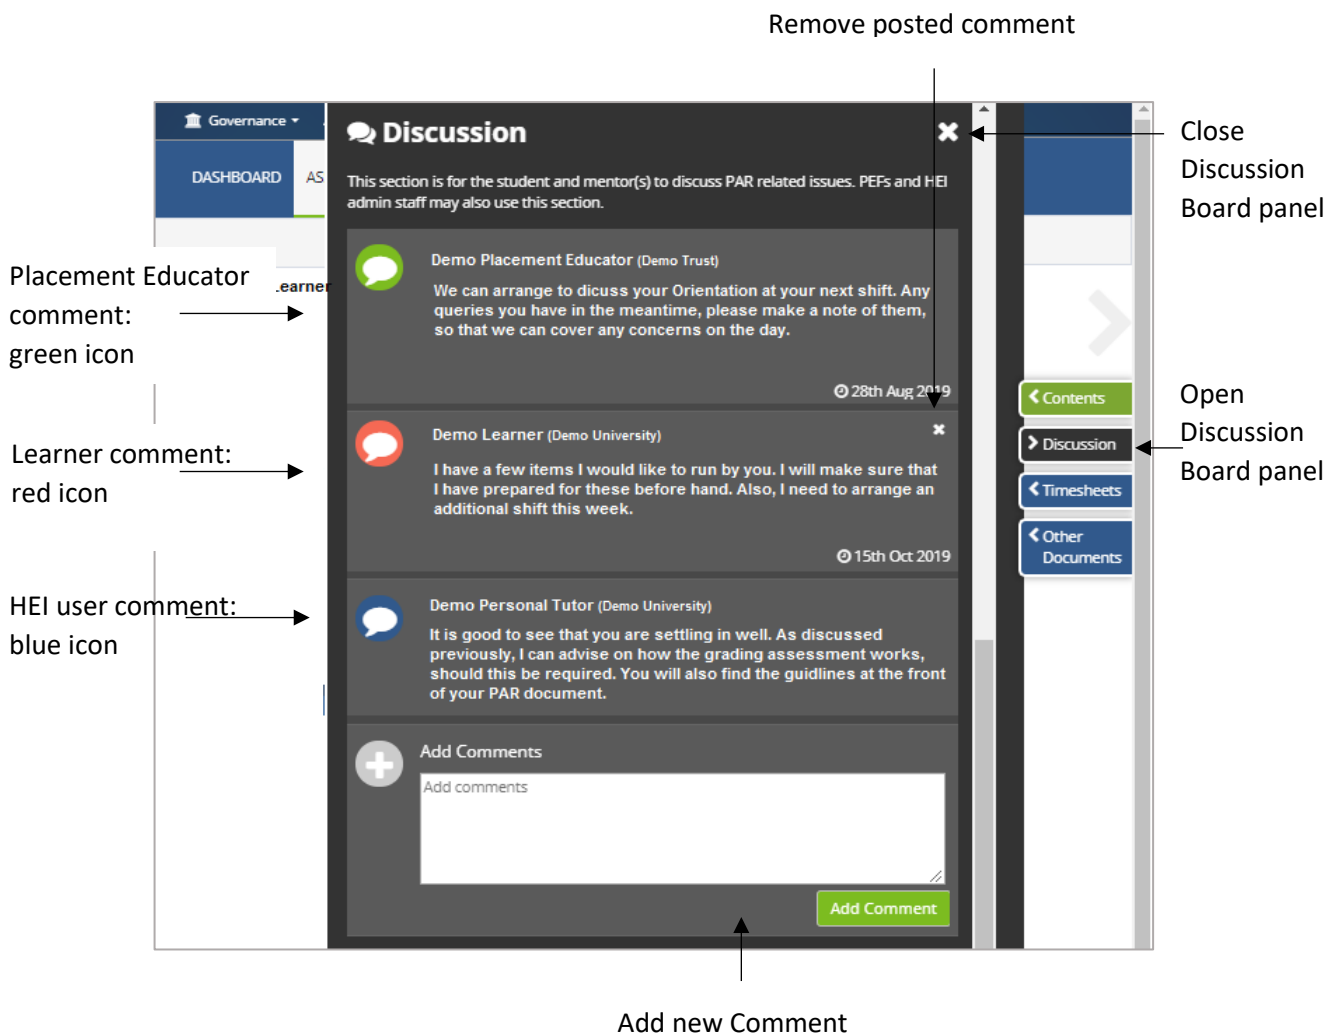 Remove posted comment
Governance
Discussion
Close
Discussion
Board panel
DASHBOARD
AS
This section is for the student and mentor(s) to discuss PAR related issues. PEFs and HEI
admin staff may also use this section.
Placement Educator
comment:
green icon
Learner
Demo Placement Educator (Demo Trust)
We can arrange to dicuss your Orientation at your next shift. Any
queries you have in the meantime, please make a note of them,
so that we can cover any concerns on the day.
28th Aug 2019
Contents
Discussion
Timesheets
Other
Documents
Open
Discussion
Board panel
Learner comment:
red icon
Demo Learner (Demo University)
I have a few items I would like to run by you. I will make sure that
I have prepared for these before hand. Also, I need to arrange an
additional shift this week.
15th Oct 2019
HEI user comment:
blue icon
Demo Personal Tutor (Demo University)
It is good to see that you are settling in well. As discussed
previously, I can advise on how the grading assessment works,
should this be required. You will also find the guidlines at the front
of your PAR document.
Add Comments
Add comments
Add Comment
Add new Comment